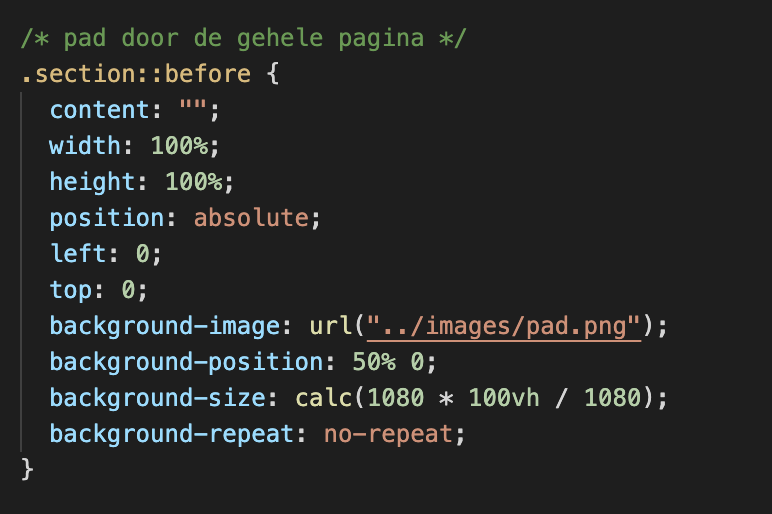 /* pad door de gehele pagina */
.section::before {
  content: "";
  width: 100%;
  height: 100%;
  position: absolute;
  left: 0;
  top: 0;
  background-image: url("../images/pad.png");
  background-position: 50% 0;
  background-size: calc(1080 * 100vh / 1080);
  background-repeat: no-repeat;
}